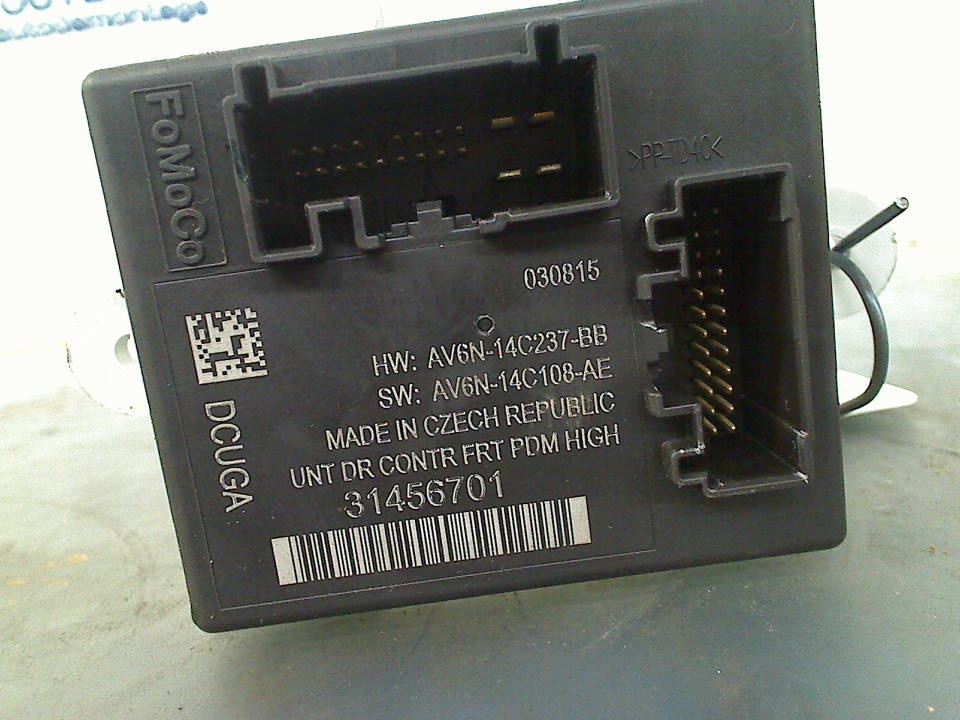 autodemontage
FoMoCo
>PP-TD40<
030815
HW: AV6N-14C237-BB
SW: AV6N-14C108-AE
MADE IN CZECH REPUBLIC
UNT DR CONTR FRT PDM HIGH
31456701
DCUGA